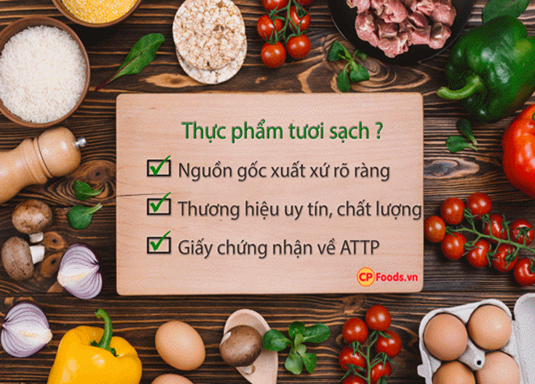 Thực phẩm tươi sạch ?
Nguồn gốc xuất xứ rõ ràng
Thương hiệu uy tín, chất lượng
Giấy chứng nhận về ATTP
CP Foods.vn